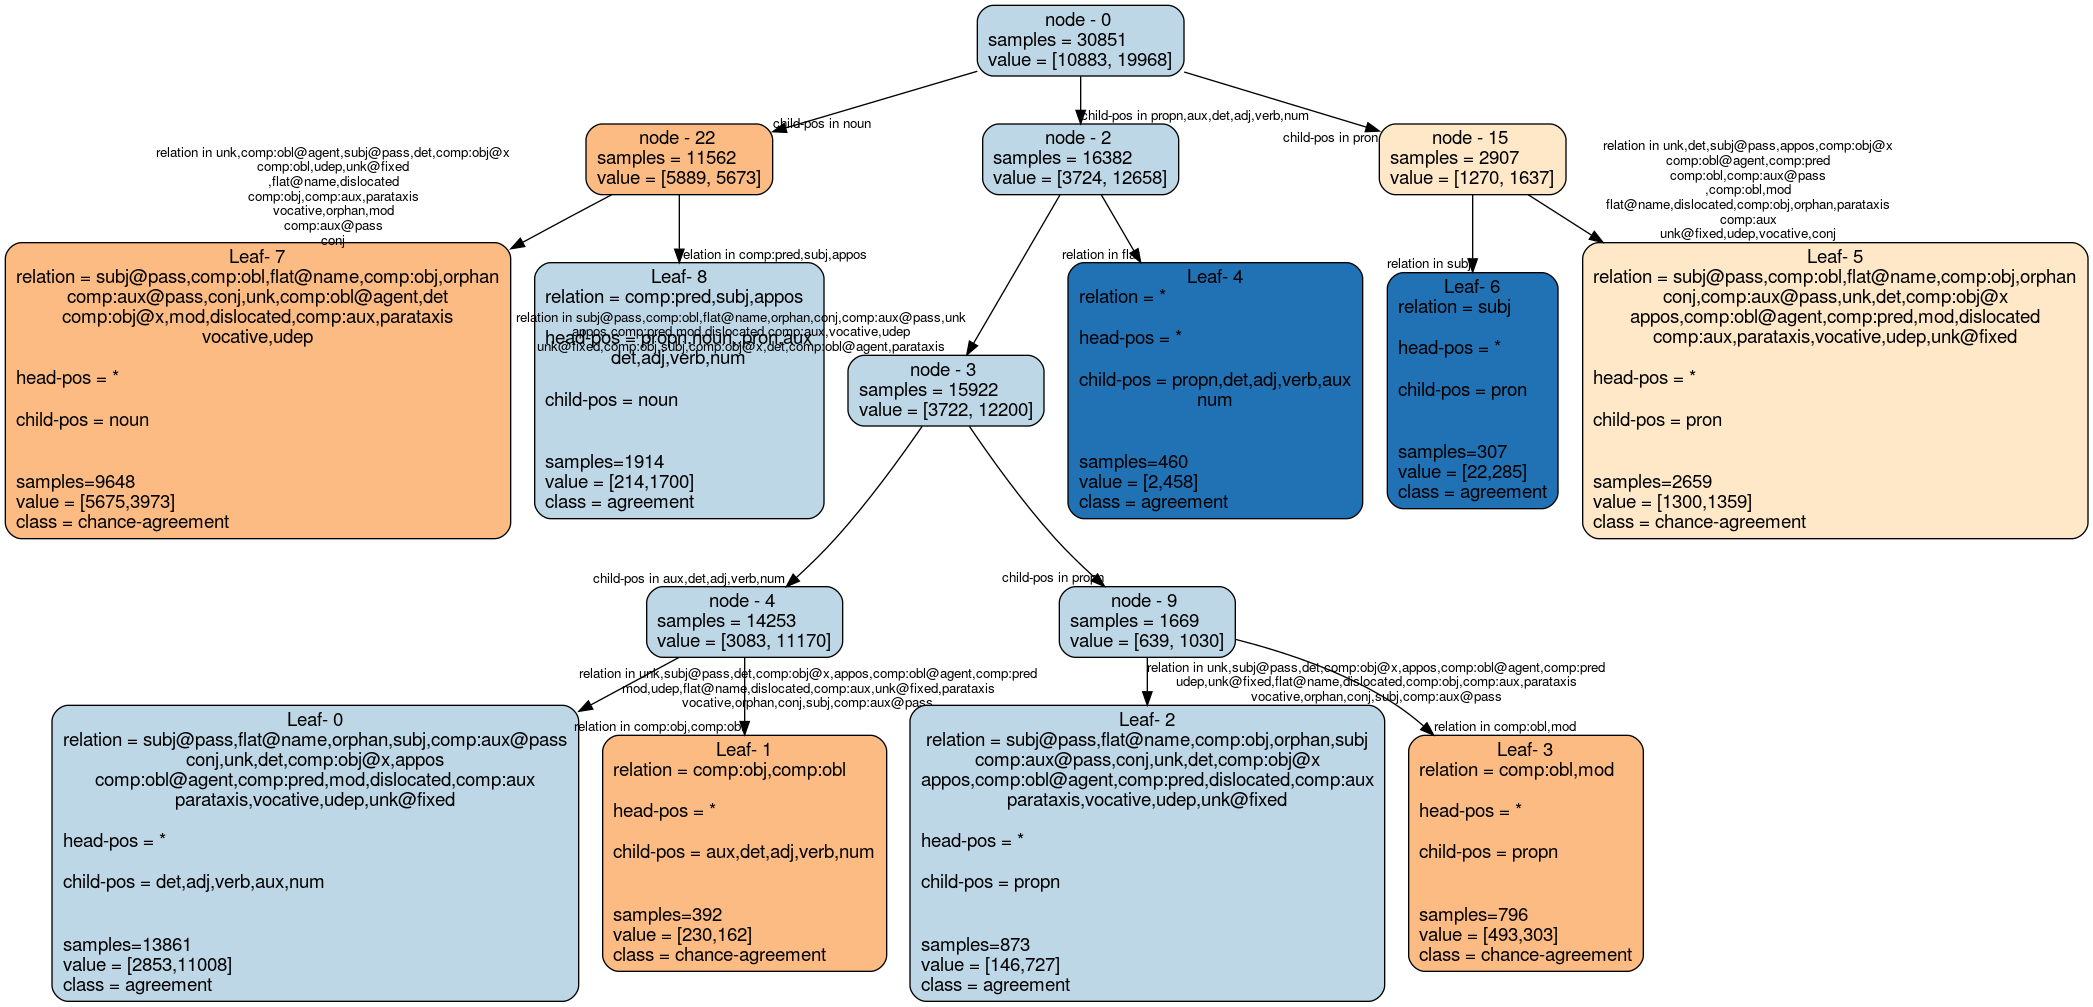 node - 0
samples = 30851
value = [10883, 19968]
child-pos in noun
child-pos in propn,aux,det,adj,verb,num
child-pos in pron
node - 22
samples = 11562
value = [5889, 5673]
node - 2
samples = 16382
value = [3724, 12658]
node - 15
samples = 2907
value = [1270, 1637]
relation in unk,comp:obl@agent,subj@pass,det,comp:obj@x
comp:obl,udep,unk@fixed
,flat@name,dislocated
comp:obj,comp:aux,parataxis
vocative,orphan,mod
comp:aux@pass
conj
relation in comp:pred,subj,appos
relation in subj
relation in unk,det,subj@pass,appos,comp:obj@x
comp:obl@agent,comp:pred
comp:obl,comp:aux@pass
,comp:obl,mod
flat@name,dislocated,comp:obj,orphan,parataxis
comp:aux
unk@fixed,udep,vocative,conj
Leaf- 7
relation = subj@pass,comp:obl,flat@name,comp:obj,orphan
comp:aux@pass,conj,unk,comp:obl@agent,det
comp:obj@x,mod,dislocated,comp:aux,parataxis
vocative,udep
head-pos = *
child-pos = noun
samples=9648
value = [5675,3973]
class = chance-agreement
Leaf- 8
relation = comp:pred,subj,appos
det,adj,verb,num
child-pos = noun
samples=1914
value = [214,1700]
class = agreement
relation in subj@pass,comp:obl,flat@name,orphan,conj,comp:aux@pass,unk
appos,comp:pred,mod,dislocated,comp:aux,vocative,udep
unk@fixed,comp:obj,subj,comp:obj@x,det,comp:obl@agent,parataxis
relation in
Leaf- 4
relation = *
head-pos = *
child-pos = propn,det,adj,verb,aux
num
samples=460
value = [2,458]
class = agreement
Leaf- 6
relation = subj
head-pos = *
child-pos = pron
samples=307
value = [22,285]
class = agreement
Leaf- 5
relation = subj@pass,comp:obl,flat@name,comp:obj,orphan
conj,comp:aux@pass,unk,det,comp:obj@x
appos,comp:obl@agent,comp:pred,mod,dislocated
comp:aux,parataxis,vocative,udep,unk@fixed
head-pos = *
child-pos = pron
samples=2659
value = [1300,1359]
class = chance-agreement
node - 3
samples = 15922
value = [3722, 12200]
child-pos in aux,det,adj,verb,num
child-pos in propn
node - 4
samples = 14253
value = [3083, 11170]
node - 9
samples = 1669
value = [639, 1030]
relation in unk,subj@pass,det,comp:obj@x,appos,comp:obl@agent,comp:pred
mod,udep,flat@name,dislocated,comp:aux,unk@fixed,parataxis
vocative,orphan,conj,subj,comp:aux@pass
relation in comp:obj,comp:obl
relation in unk,subj@pass,det,comp:obj@x,appos,comp:obl@agent,comp:pred
udep,unk@fixed,flat@name,dislocated,comp:obj,comp:aux,parataxis
vocative,orphan,conj,subj,comp:aux@pass
relation in comp:obl,mod
Leaf- 0
relation = subj@pass,flat@name,orphan,subj,comp:aux@pass
conj,unk,det,comp:obj@x,appos
comp:obl@agent,comp:pred,mod,dislocated,comp:aux
parataxis,vocative,udep,unk@fixed
head-pos = *
child-pos = det,adj,verb,aux,num
samples=13861
value = [2853,11008]
class = agreement
Leaf- 1
relation = comp:obj,comp:obl
head-pos = *
child-pos = aux,det,adj,verb,num
samples=392
value = [230,162]
class = chance-agreement
Leaf- 2
relation = subj@pass,flat@name,comp:obj,orphan,subj
comp:aux@pass,conj,unk,det,comp:obj@x
appos,comp:obl@agent,comp:pred,dislocated,comp:aux
parataxis,vocative,udep,unk@fixed
head-pos = *
child-pos = propn
samples=873
value = [146,727]
class = agreement
Leaf- 3
relation = comp:obl,mod
head-pos = *
child-pos = propn
samples=796
value = [493,303]
class = chance-agreement